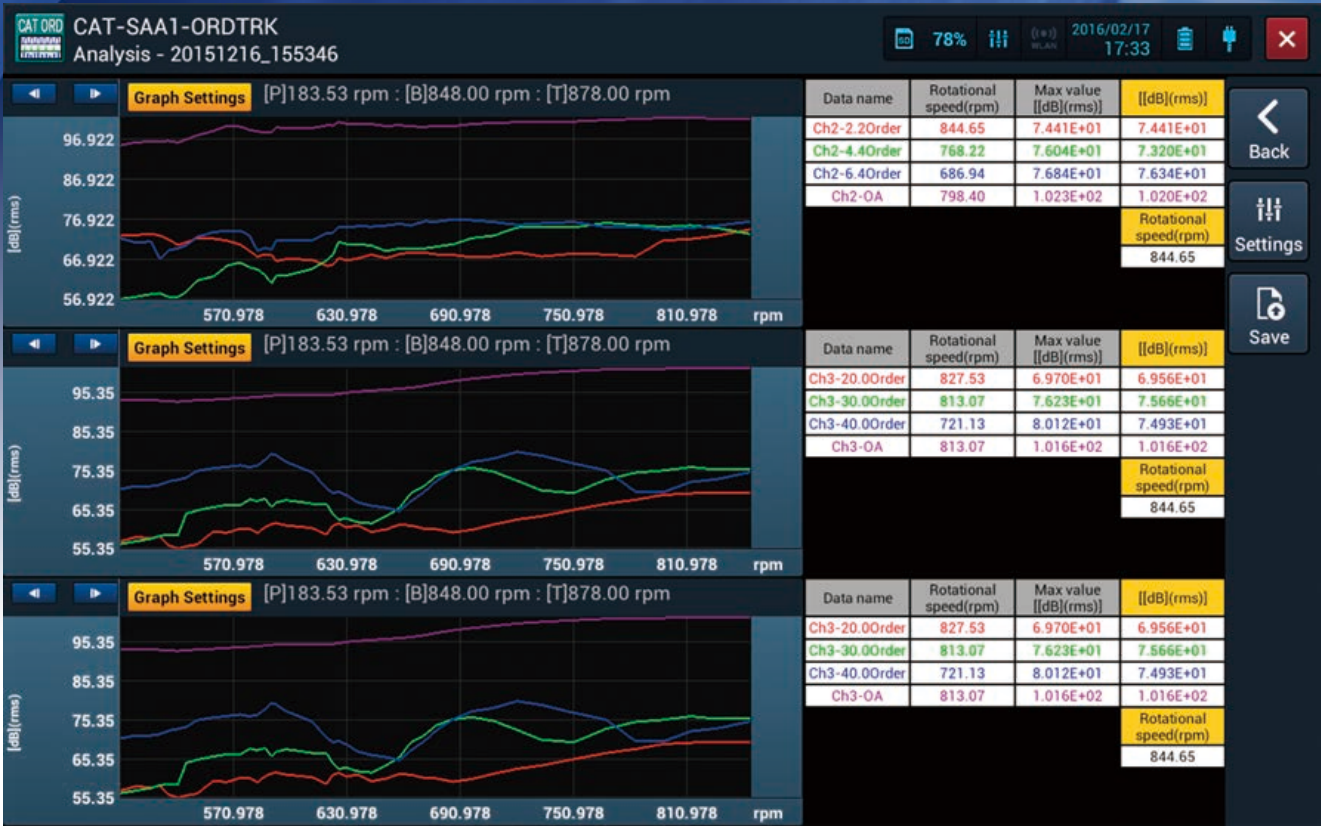 CAT ORD
CAT-SAA1-ORDTRK
Analysis - 20151216_155346
SD
78%
WLAN
2016/02/17
17:33
Graph Settings
[P]183.53 rpm : [B]848.00 rpm : [T]878.00 rpm
96.922
86.922
76.922
66.922
56.922
[dB](rms)
570.978 630.978 690.978 750.978 810.978 rpm
Data name Rotational speed(rpm) Max value [[dB](rms)] [[dB](rms)]
Ch2-2.2Order 844.65 7.441E+01 7.441E+01
Ch2-4.4Order 768.22 7.604E+01 7.320E+01
Ch2-6.4Order 686.94 7.684E+01 7.634E+01
Ch2-OA 798.40 1.023E+02 1.020E+02
Rotational
speed(rpm)
844.65
Back
Settings
Save
Graph Settings
[P]183.53 rpm : [B]848.00 rpm : [T]878.00 rpm
95.35
85.35
75.35
65.35
55.35
[dB](rms)
570.978 630.978 690.978 750.978 810.978 rpm
Data name Rotational speed(rpm) Max value [[dB](rms)] [[dB](rms)]
Ch3-20.0Order 827.53 6.970E+01 6.956E+01
Ch3-30.0Order 813.07 7.623E+01 7.566E+01
Ch3-40.0Order 721.13 8.012E+01 7.493E+01
Ch3-OA 813.07 1.016E+02 1.016E+02
Rotational
speed(rpm)
844.65
Graph Settings
[P]183.53 rpm : [B]848.00 rpm : [T]878.00 rpm
95.35
85.35
75.35
65.35
55.35
[dB](rms)
570.978 630.978 690.978 750.978 810.978 rpm
Data name Rotational speed(rpm) Max value [[dB](rms)] [[dB](rms)]
Ch3-20.0Order 827.53 6.970E+01 6.956E+01
Ch3-30.0Order 813.07 7.623E+01 7.566E+01
Ch3-40.0Order 721.13 8.012E+01 7.493E+01
Ch3-OA 813.07 1.016E+02 1.016E+02
Rotational
speed(rpm)
844.65